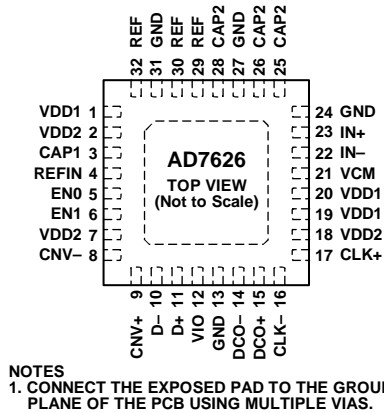 32 REF
31 GND
30 REF
29 REF
28 CAP2
27 GND
26 CAP2
25 CAP2
VDD1 1
VDD2 2
CAP1 3
REFIN 4
EN0 5
EN1 6
VDD2 7
CNV– 8
AD7626
TOP VIEW
(Not to Scale)
24 GND
23 IN+
22 IN–
21 VCM
20 VDD1
19 VDD1
18 VDD2
17 CLK+
CNV+ 9
D– 10
D+ 11
VIO 12
GND 13
DCO– 14
DCO+ 15
CLK– 16
NOTES
1. CONNECT THE EXPOSED PAD TO THE
PLANE OF THE PCB USING MULTIPLE VIAS.